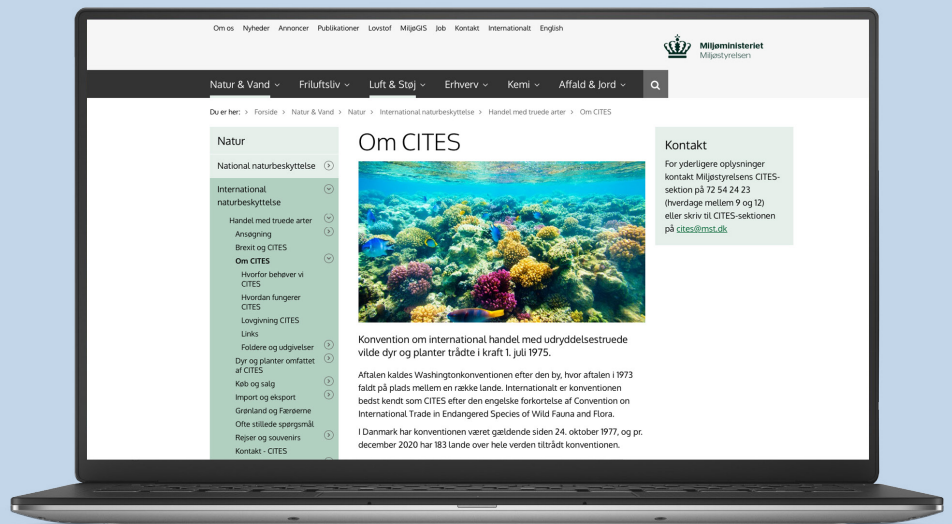 Om os Nyheder Annoncer Publikationer Lovstof MiljøGIS Job Kontakt Internationalt English
Miljøministeriet
Miljøstyrelsen
Natur & Vand Friluftsliv Luft & Støj Erhverv Kemi Affald & Jord
Du er her: > Forside > Natur & Vand > Natur > International naturbeskyttelse > Handel med truede arter > Om CITES
Natur
National naturbeskyttelse
International
naturbeskyttelse
Handel med truede arter
Ansøgning
Brexit og CITES
Om CITES
Hvorfor behøver vi
CITES
Hvordan fungerer
CITES
Lovgivning CITES
Links
Foldere og udgivelser
Dyr og planter omfattet
af CITES
Køb og salg
Import og eksport
Grønland og Færøerne
Ofte stillede spørgsmål
Rejser og souvenirs
Kontakt - CITES
Om CITES
Konvention om international handel med udryddelsestruede
vilde dyr og planter trådte i kraft 1. juli 1975.
Aftalen kaldes Washingtonkonventionen efter den by, hvor aftalen i 1973
faldt på plads mellem en række lande. Internationalt er konventionen
bedst kendt som CITES efter den engelske forkortelse af Convention on
International Trade in Endangered Species of Wild Fauna and Flora.
I Danmark har konventionen været gældende siden 24. oktober 1977, og pr.
december 2020 har 183 lande over hele verden tiltrådt konventionen.
Kontakt
For yderligere oplysninger
kontakt Miljøstyrelsens CITES-
sektion på 72 54 24 23
(hverdage mellem 9 og 12)
eller skriv til CITES-sektionen
på cites@mst.dk